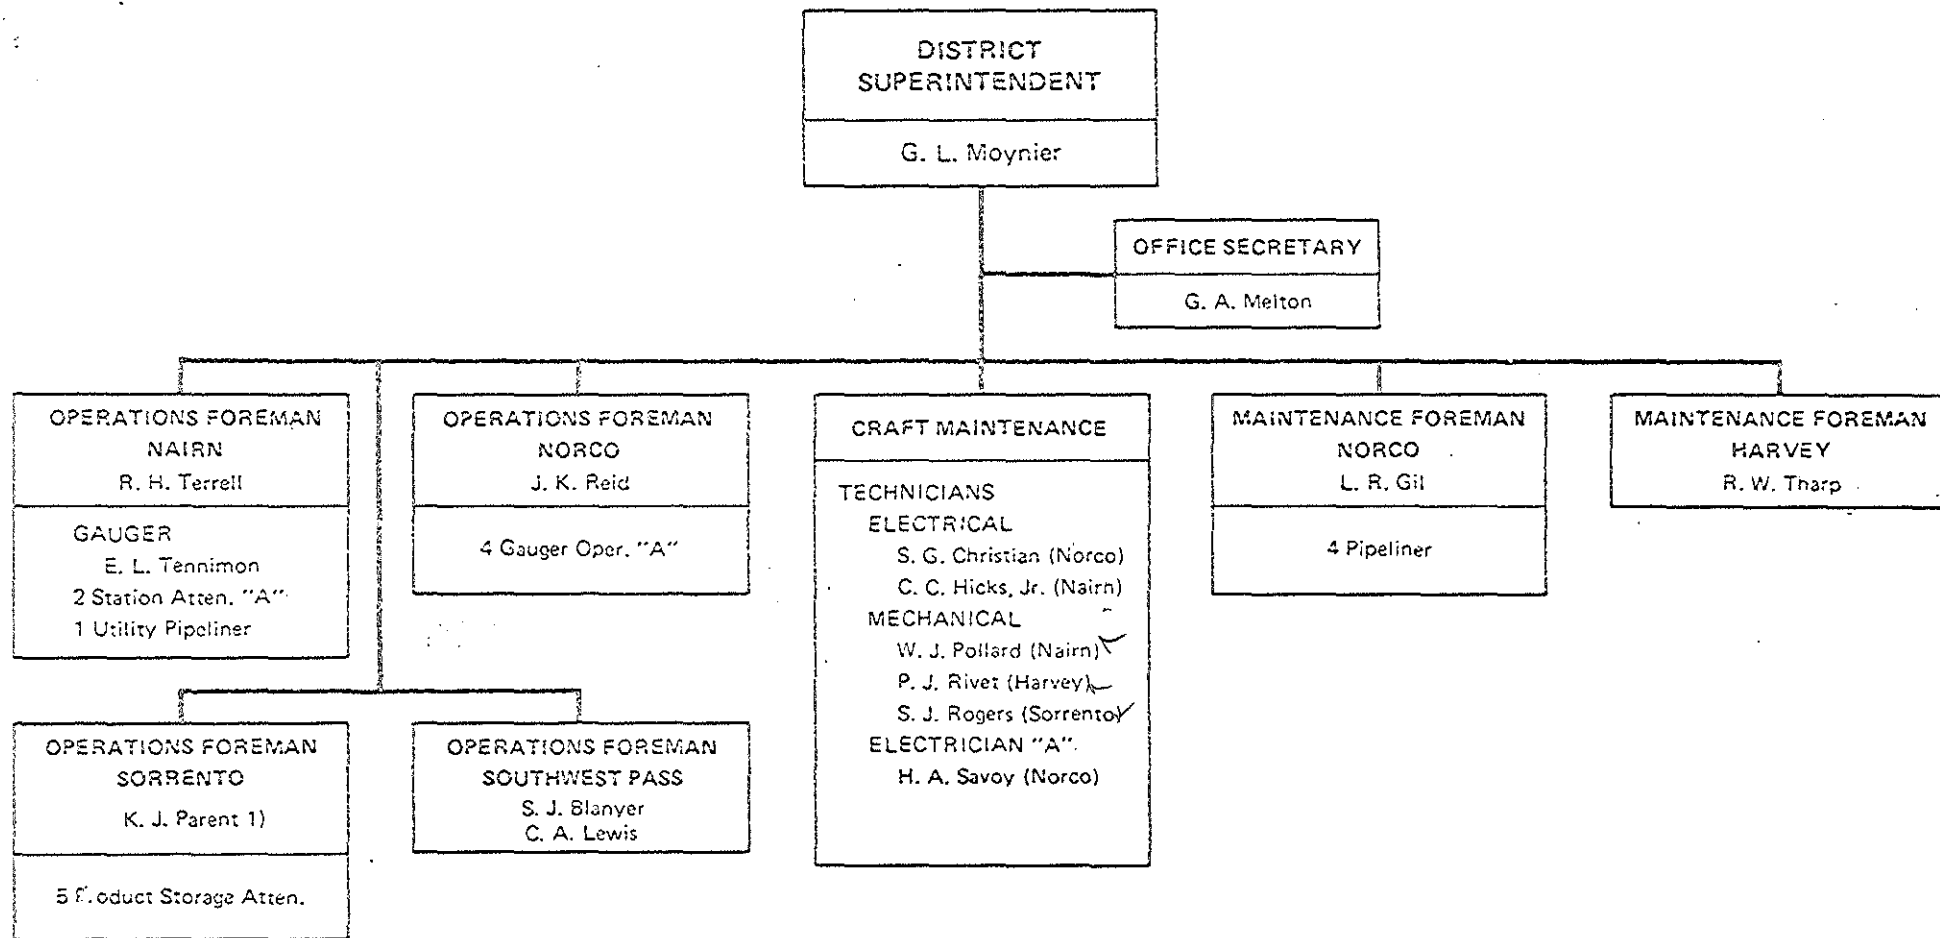 DISTRICT
SUPERINTENDENT
G. L. Moynier
OFFICE SECRETARY
G. A. Melton
OPERATIONS FOREMAN
NAIRN
R. H. Terrell
GAUGER
E. L. Tennimon
2 Station Atten. "A"
1 Utility Pipeliner
OPERATIONS FOREMAN
NORCO
J. K. Reid
4 Gauger Oper. "A"
CRAFT MAINTENANCE
TECHNICIANS
ELECTRICAL
S. G. Christian (Norco)
C. C. Hicks, Jr. (Nairn)
MECHANICAL
W. J. Pollard (Nairn)
P. J. Rivet (Harvey)
S. J. Rogers (Sorrento)
ELECTRICIAN "A"
H. A. Savoy (Norco)
MAINTENANCE FOREMAN
NORCO
L. R. Gil
4 Pipeliner
MAINTENANCE FOREMAN
HARVEY
R. W. Tharp
OPERATIONS FOREMAN
SORRENTO
K. J. Parent 1)
5 Product Storage Atten.
OPERATIONS FOREMAN
SOUTHWEST PASS
S. J. Blanyer
C. A. Lewis